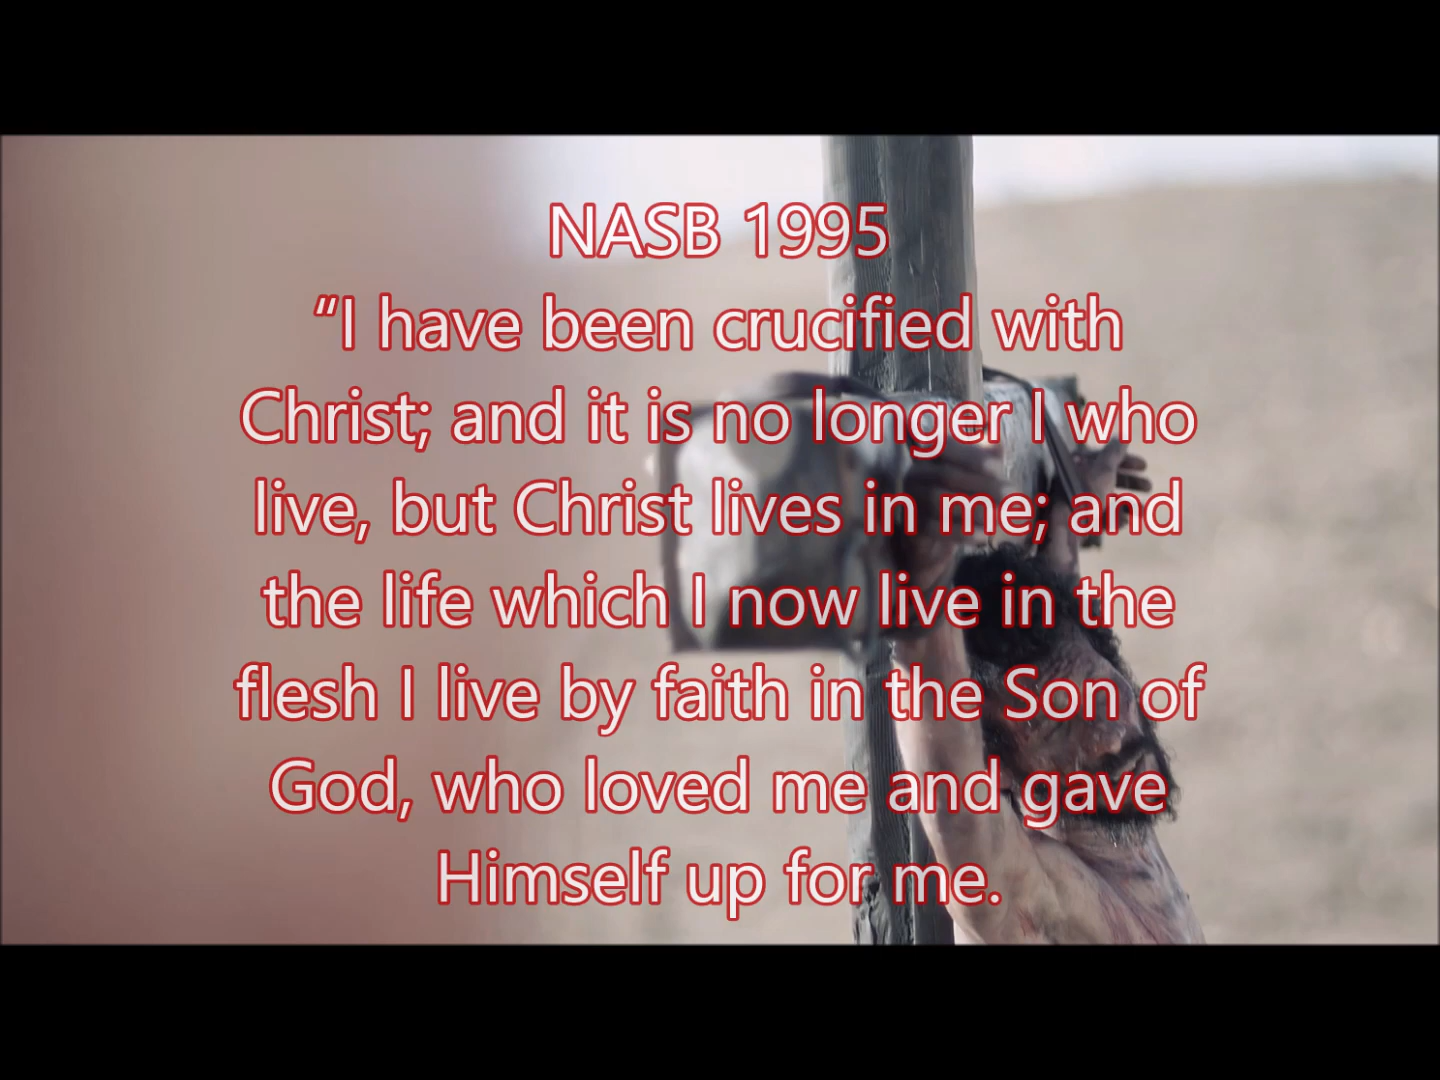 NASB 1995
“I have been crucified with
Christ; and it is no longer I who
live, but Christ lives in me; and
the life which I now live in the
flesh I live by faith in the Son of
God, who loved me and gave
Himself up for me.